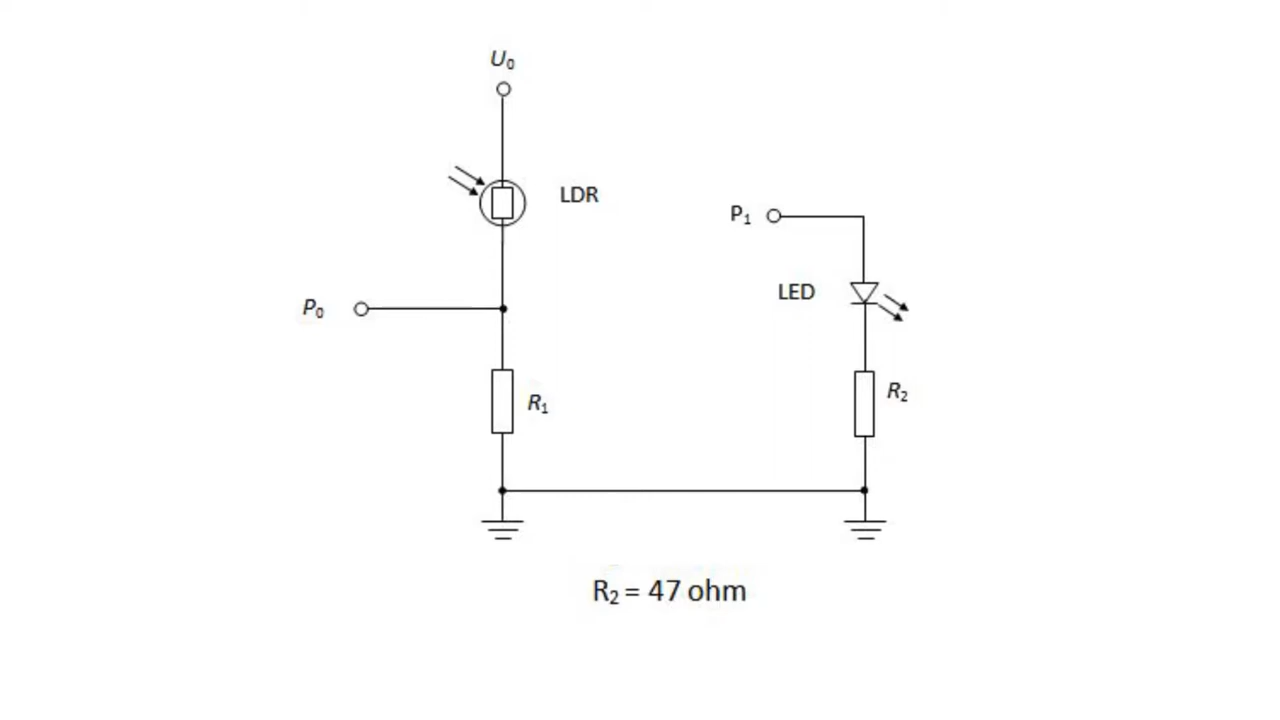 U₀
LDR
P₁
LED
P₀
R₁
R₂
R₂ = 47 ohm